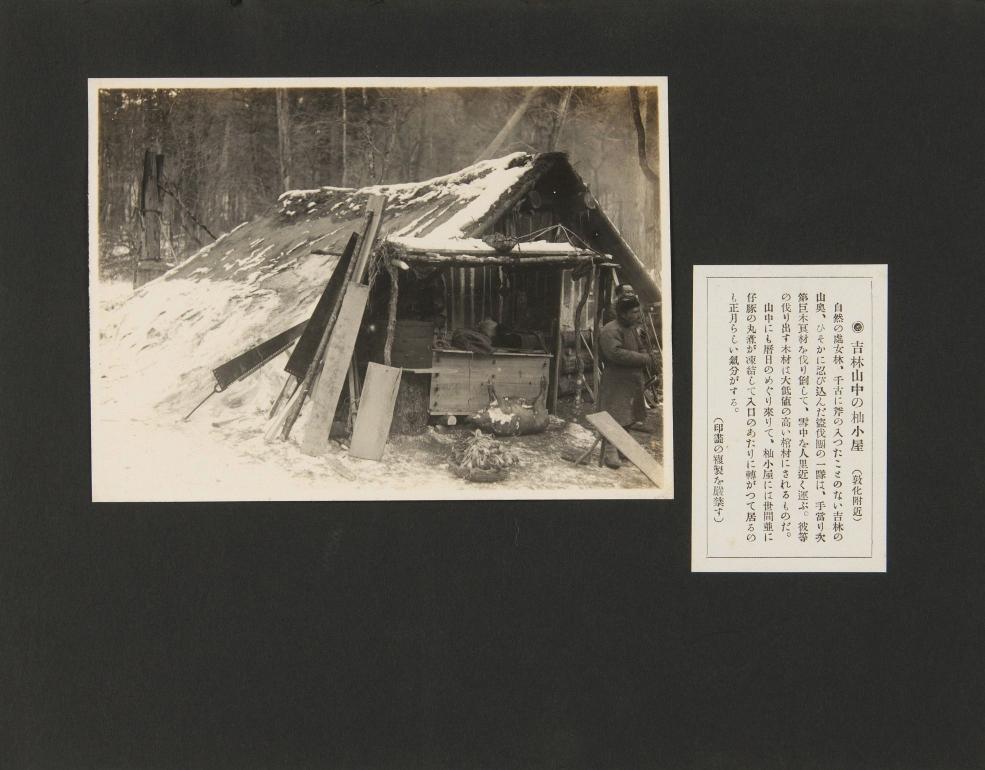 ◉吉林山中の杣小屋 (敦化附近)
自然の處女林、千古に斧の入つたことのない吉林の
山奥、ひそかに忍び込んだ盗伐團の一隊は、手當り次
第巨木良材を伐り倒して、雪中を人里近く運ぶ。彼等
の伐り出す木材は大低値の高い棺材にされるものだ。
山中にも曆日のめぐり來りて、杣小屋には世間並に
仔豚の丸煮が凍結して入口のあたりに轉がつて居るの
も正月らしい氣分がする。
(印畫の複製を嚴禁す)